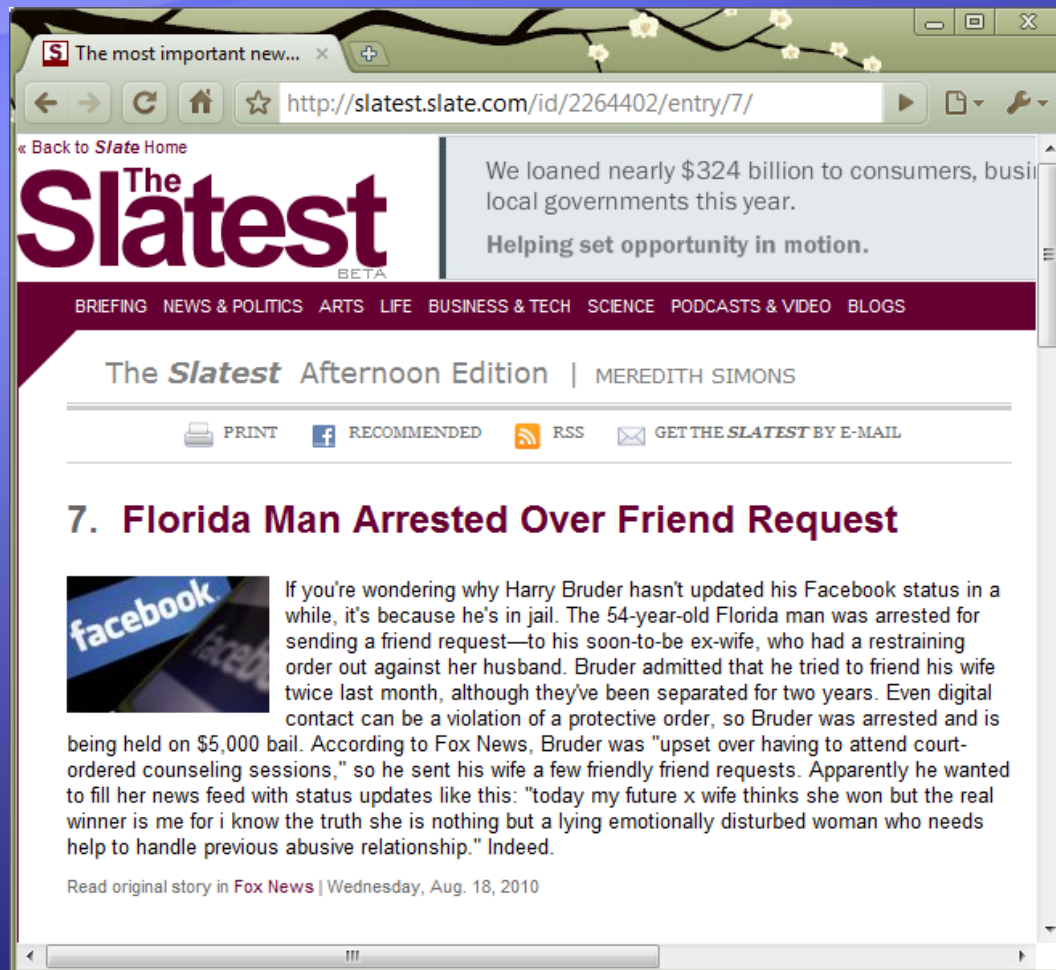 The most important new...
http://slatest.slate.com/id/2264402/entry/7/
« Back to Slate Home
The
Slatest
BETA
We loaned nearly $324 billion to consumers, busin
local governments this year.
Helping set opportunity in motion.
BRIEFING NEWS & POLITICS ARTS LIFE BUSINESS & TECH SCIENCE PODCASTS & VIDEO BLOGS
The Slatest Afternoon Edition | MEREDITH SIMONS
PRINT RECOMMENDED RSS GET THE SLATEST BY E-MAIL
7. Florida Man Arrested Over Friend Request
facebook
If you're wondering why Harry Bruder hasn't updated his Facebook status in a
while, it's because he's in jail. The 54-year-old Florida man was arrested for
sending a friend request—to his soon-to-be ex-wife, who had a restraining
order out against her husband. Bruder admitted that he tried to friend his wife
twice last month, although they've been separated for two years. Even digital
contact can be a violation of a protective order, so Bruder was arrested and is
being held on $5,000 bail. According to Fox News, Bruder was "upset over having to attend court-
ordered counseling sessions," so he sent his wife a few friendly friend requests. Apparently he wanted
to fill her news feed with status updates like this: "today my future x wife thinks she won but the real
winner is me for i know the truth she is nothing but a lying emotionally disturbed woman who needs
help to handle previous abusive relationship." Indeed.
Read original story in Fox News | Wednesday, Aug. 18, 2010